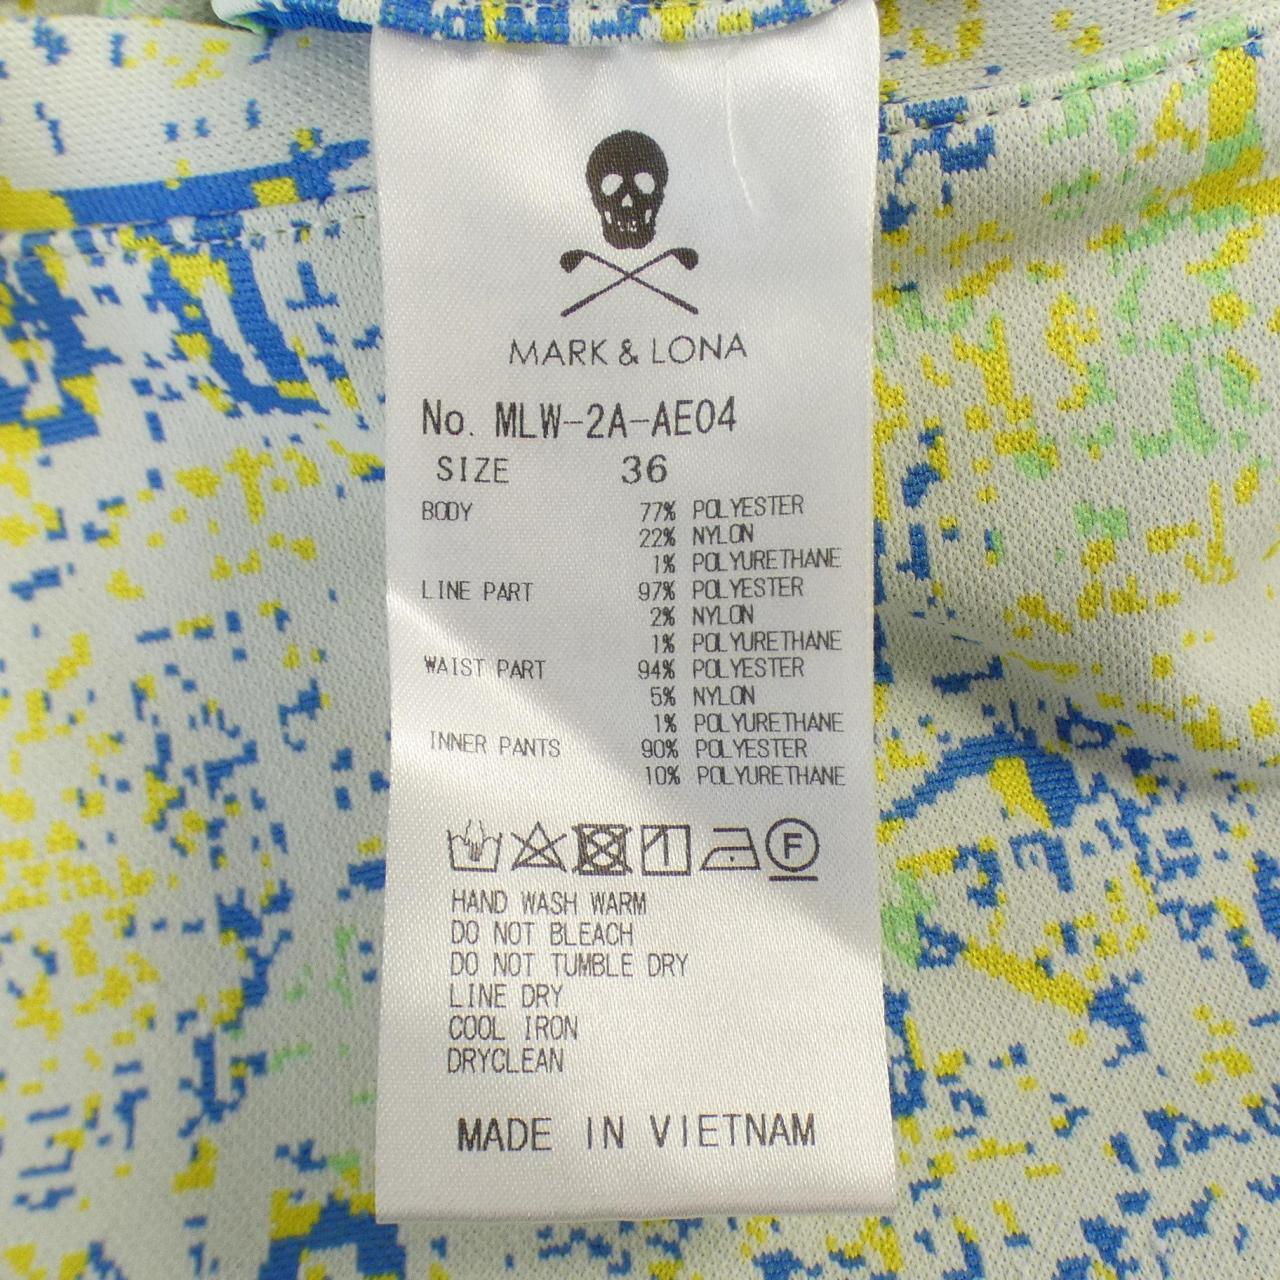 MARK & LONA
No. MLW-2A-AE04
SIZE 36
BODY 77% POLYESTER
22% NYLON
1% POLYURETHANE
LINE PART 97% POLYESTER
2% NYLON
1% POLYURETHANE
WAIST PART 94% POLYESTER
5% NYLON
1% POLYURETHANE
INNER PANTS 90% POLYESTER
10% POLYURETHANE
F
HAND WASH WARM
DO NOT BLEACH
DO NOT TUMBLE DRY
LINE DRY
COOL IRON
DRYCLEAN
MADE IN VIETNAM